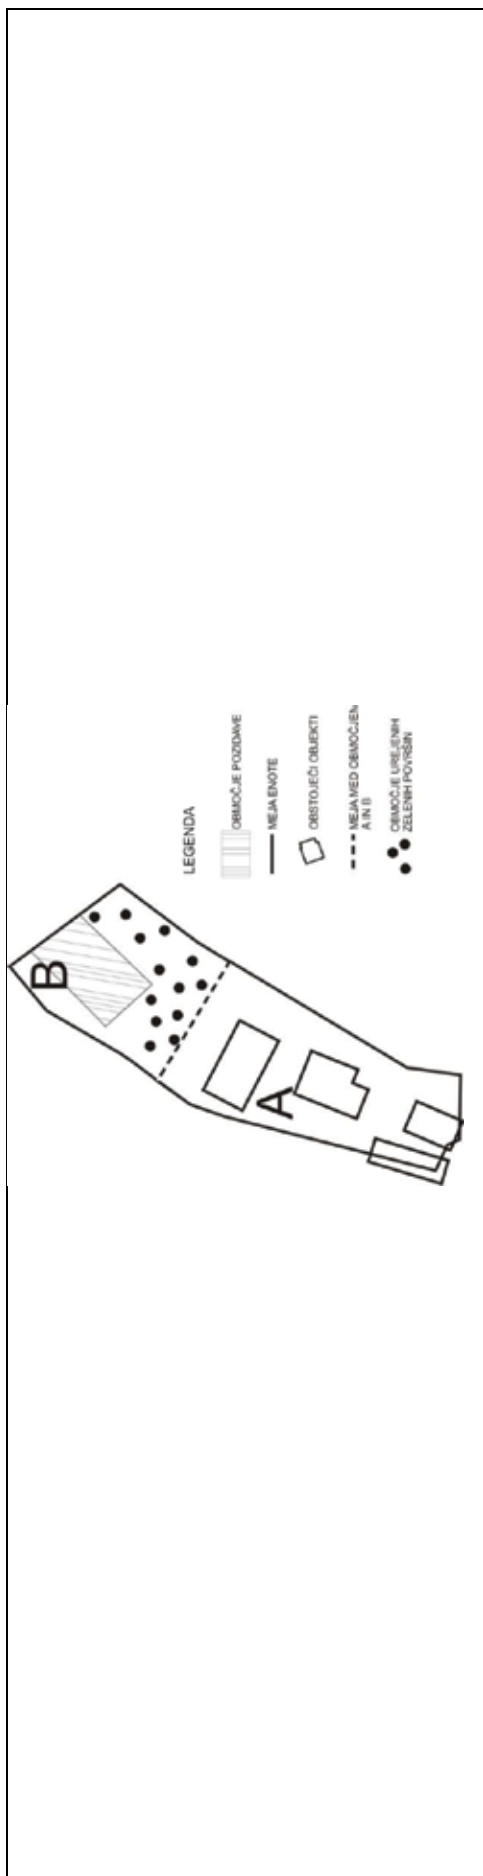 B
A
LEGENDA
OBMOČJE POZIDAVE
MEJA ENOTE
OBSTOJEČI OBJEKTI
MEJA MED OBMOČJEM
A IN B
OBMOČJE UREJENIH
ZELENIH POVRŠIN